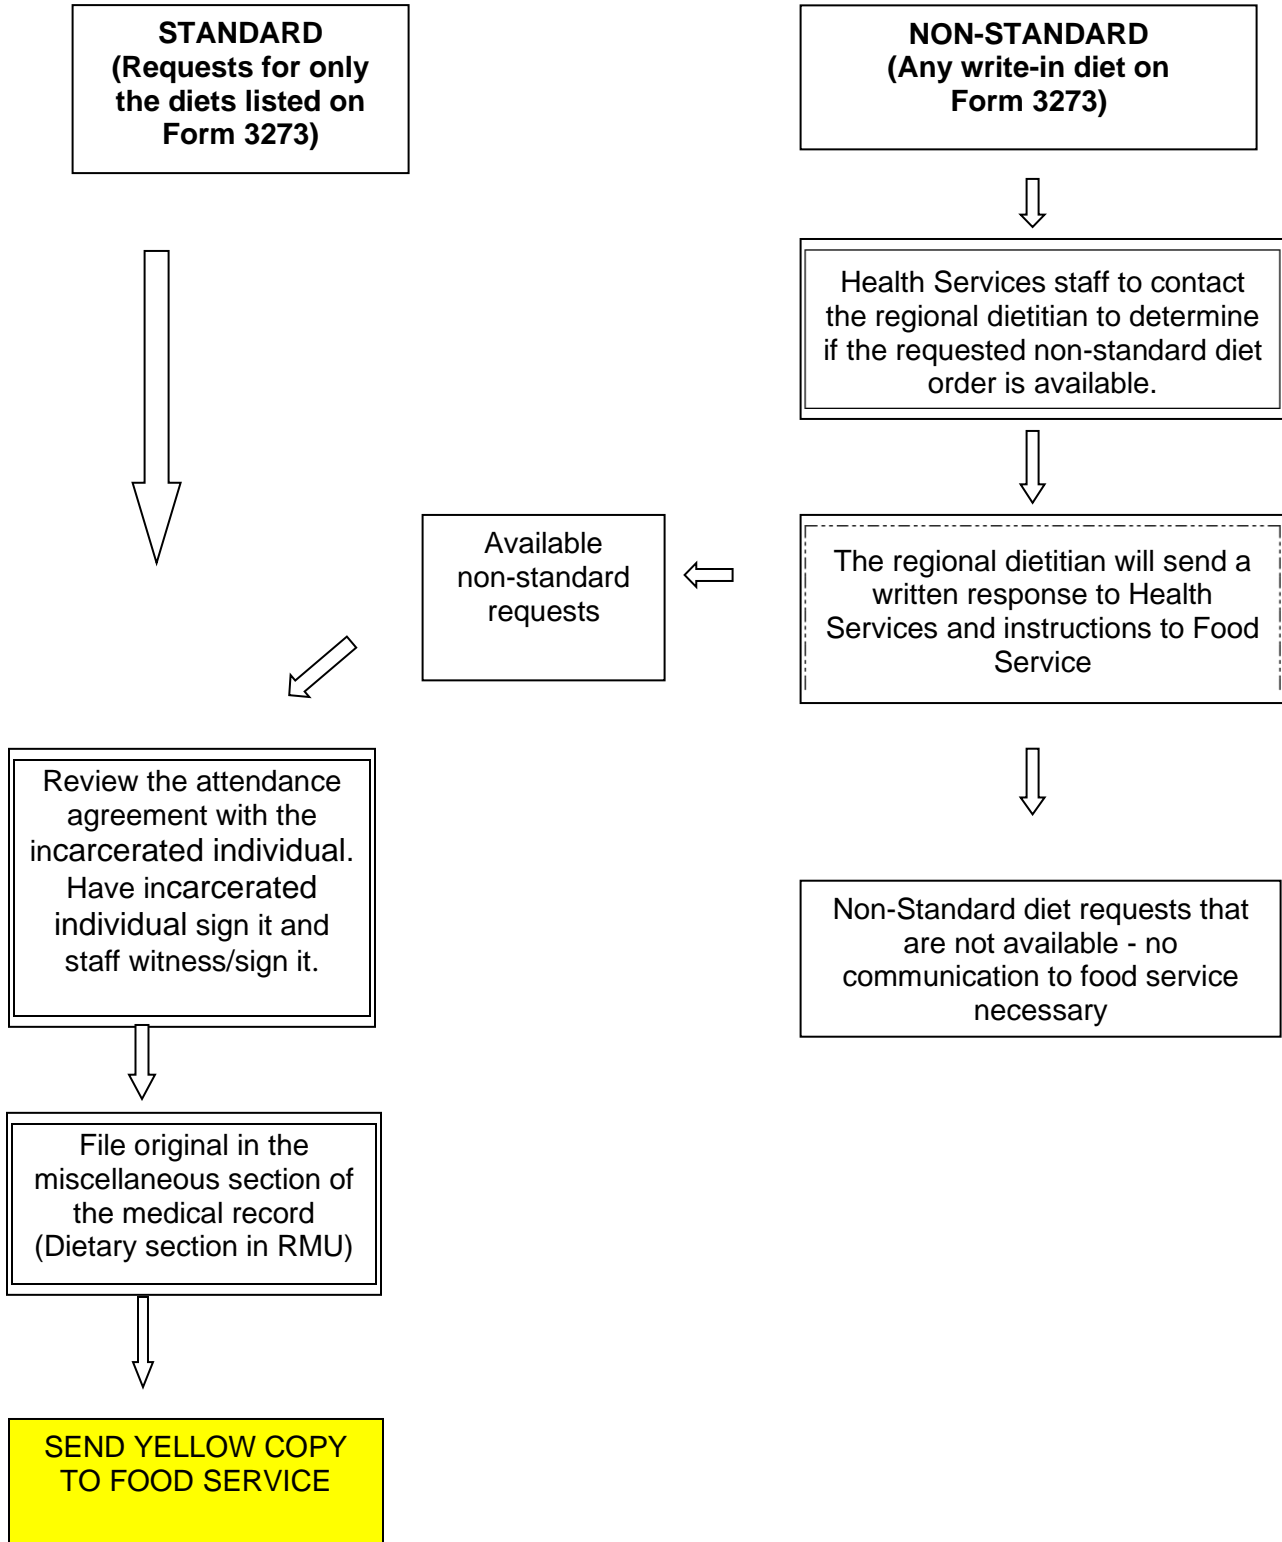 STANDARD
(Requests for only
the diets listed on
Form 3273)
NON-STANDARD
(Any write-in diet on
Form 3273)
Health Services staff to contact
the regional dietitian to determine
if the requested non-standard diet
order is available.
The regional dietitian will send a
written response to Health
Services and instructions to Food
Service
Available
non-standard
requests
Non-Standard diet requests that
are not available - no
communication to food service
necessary
Review the attendance
agreement with the
incarcerated individual.
Have incarcerated
individual sign it and
staff witness/sign it.
File original in the
miscellaneous section of
the medical record
(Dietary section in RMU)
SEND YELLOW COPY
TO FOOD SERVICE